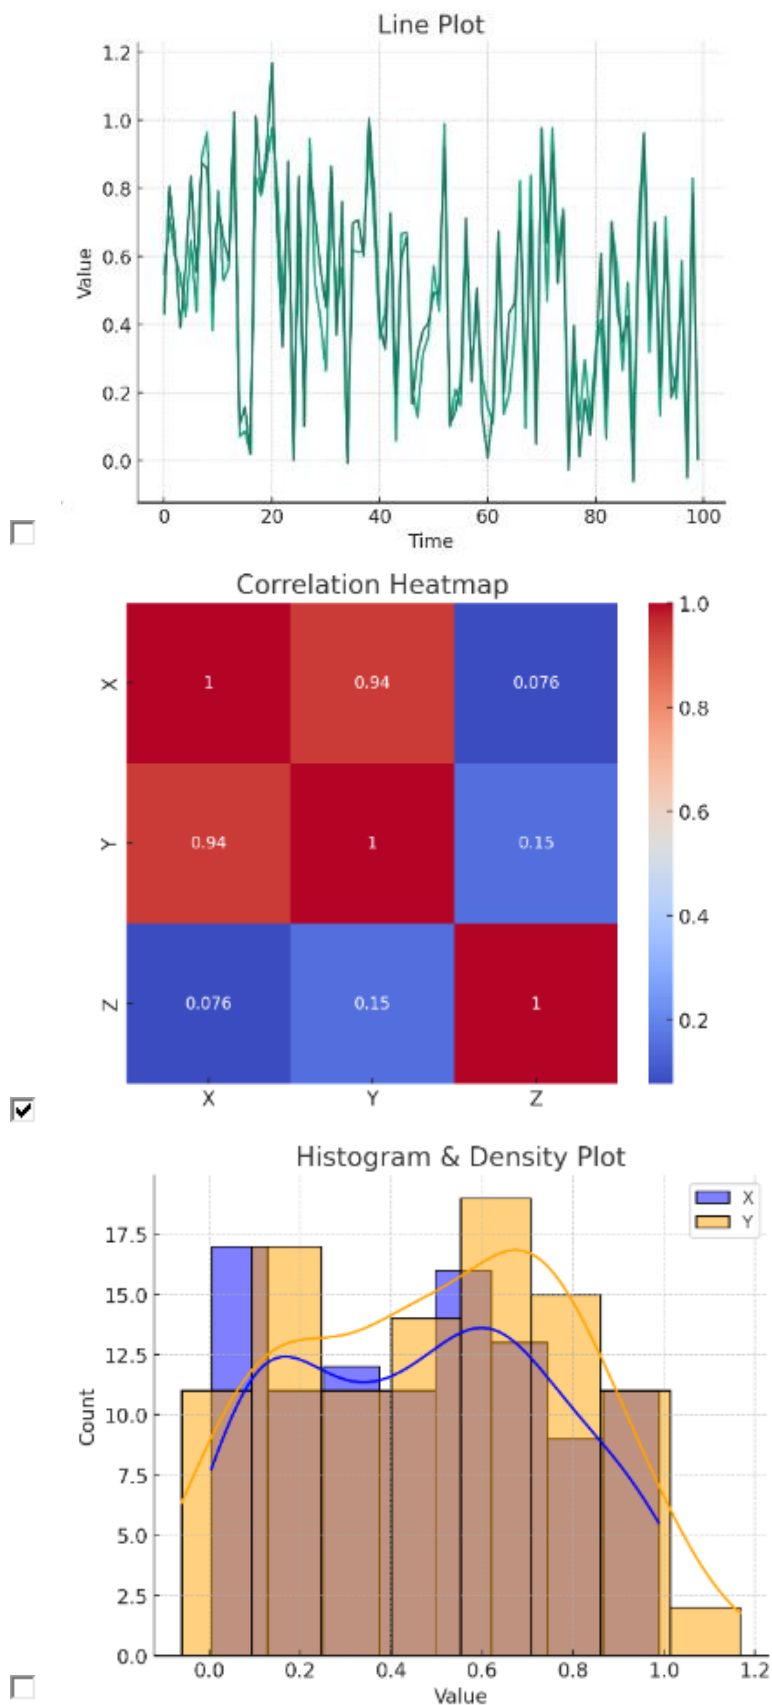 Line Plot
1.2
1.0
0.8
0.6
0.4
0.2
0.0
Value
0 20 40 60 80 100
Time
Correlation Heatmap
X 1 0.94 0.076
Y 0.94 1 0.15
Z 0.076 0.15 1
X Y Z
1.0
0.8
0.6
0.4
0.2
Histogram & Density Plot
X
Y
17.5
15.0
12.5
10.0
7.5
5.0
2.5
0.0
Count
0.0 0.2 0.4 0.6 0.8 1.0 1.2
Value